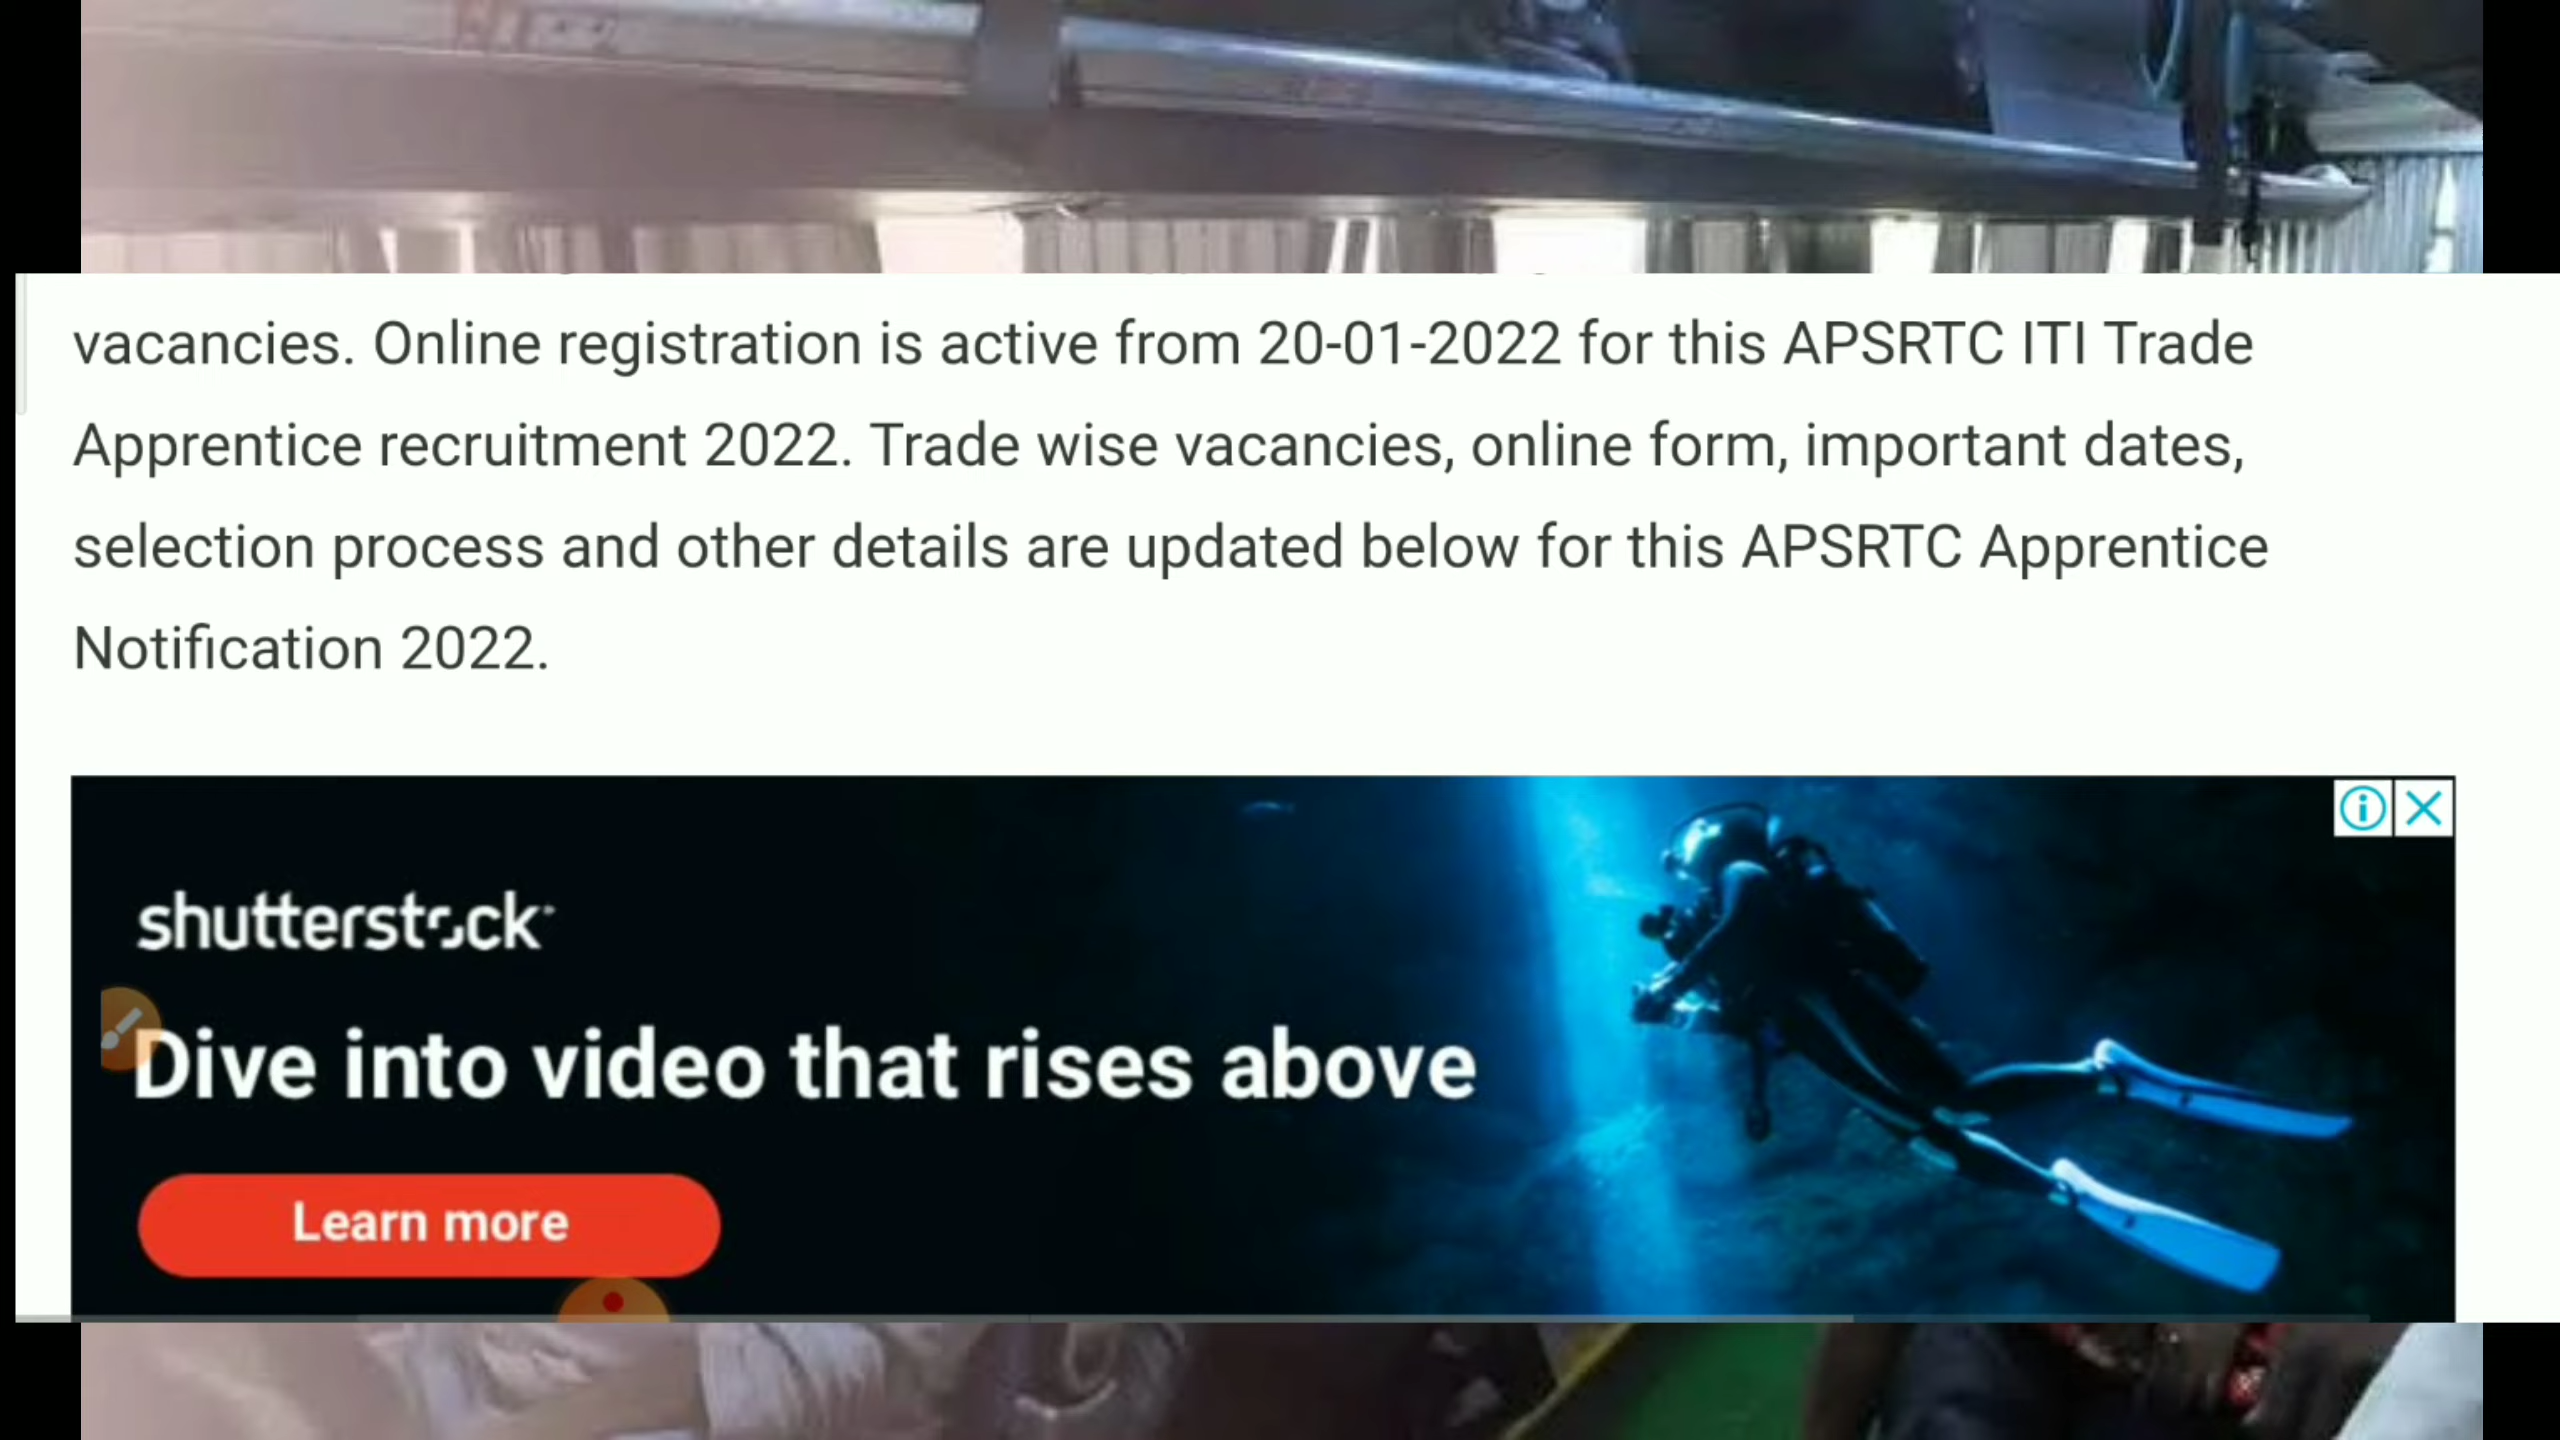 vacancies. Online registration is active from 20-01-2022 for this APSRTC ITI Trade
Apprentice recruitment 2022. Trade wise vacancies, online form, important dates,
selection process and other details are updated below for this APSRTC Apprentice
Notification 2022.
shutterstock
Dive into video that rises above
Learn more